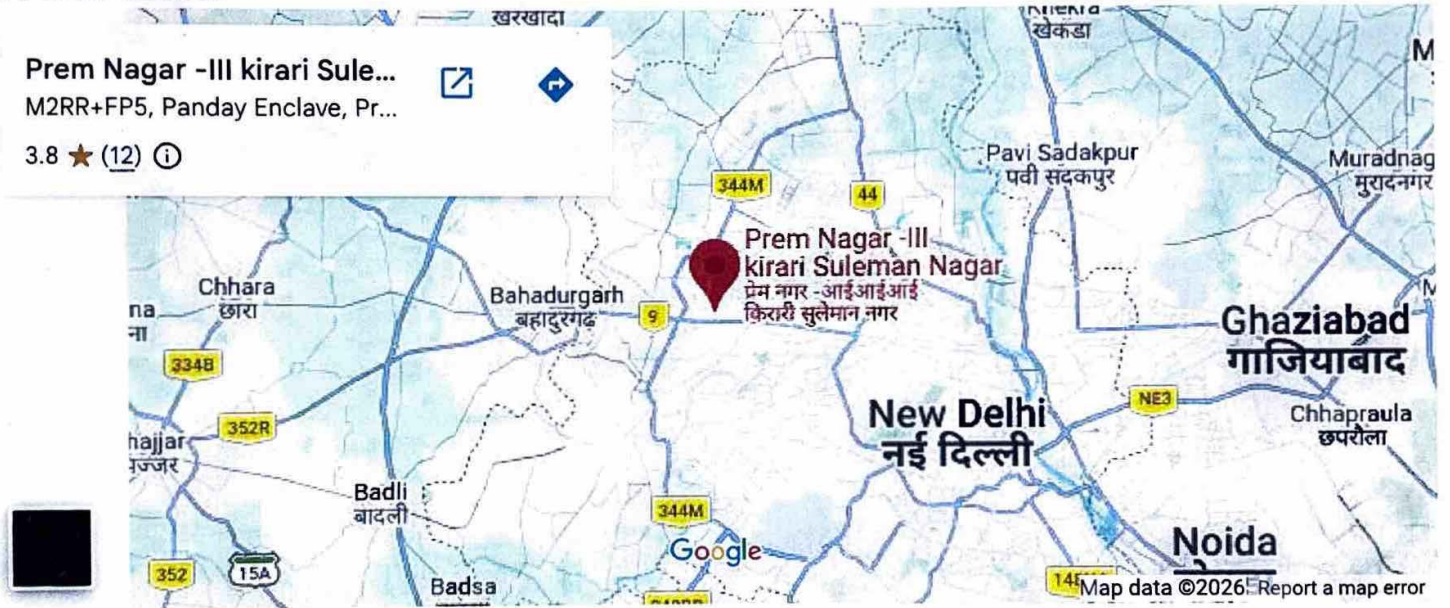 Prem Nagar -III kirari Sule...
M2RR+FP5, Panday Enclave, Pr...
3.8 ★ (12)
खरखादा
खेकडा
344M
44
Pavi Sadakpur
पवी सदकपुर
Muradnag
मुरादनगर
Prem Nagar -III
kirari Suleman Nagar
प्रेम नगर - आईआईआई
किरारी सुलेमान नगर
Chhara
छारा
Bahadurgarh
बहादुरगढ़
9
na
ना
Ghaziabad
गाजियाबाद
334B
NE3
352R
New Delhi
नई दिल्ली
Chhapraula
छपरौला
hajjar
Badli
बादली
344M
Google
Noida
352
15A
Badsa
Map data ©2026
Report a map error